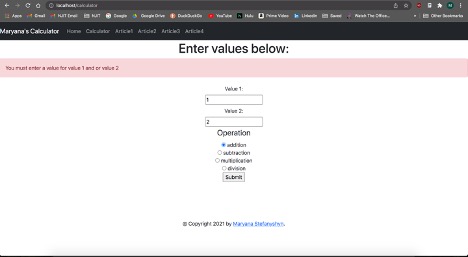 localhost/calculator
Apps Gmail NJIT Email NJIT Google Google Drive DuckDuckGo YouTube Hulu Prime Video LinkedIn Saved Watch The Office... » Other Bookmarks
Maryana's Calculator Home Calculator Article1 Article2 Article3 Article4
Enter values below:
You must enter a value for value 1 and or value 2
Value 1:
1
Value 2:
2
Operation
addition
subtraction
multiplication
division
Submit
© Copyright 2021 by Maryana Stefanyshyn.